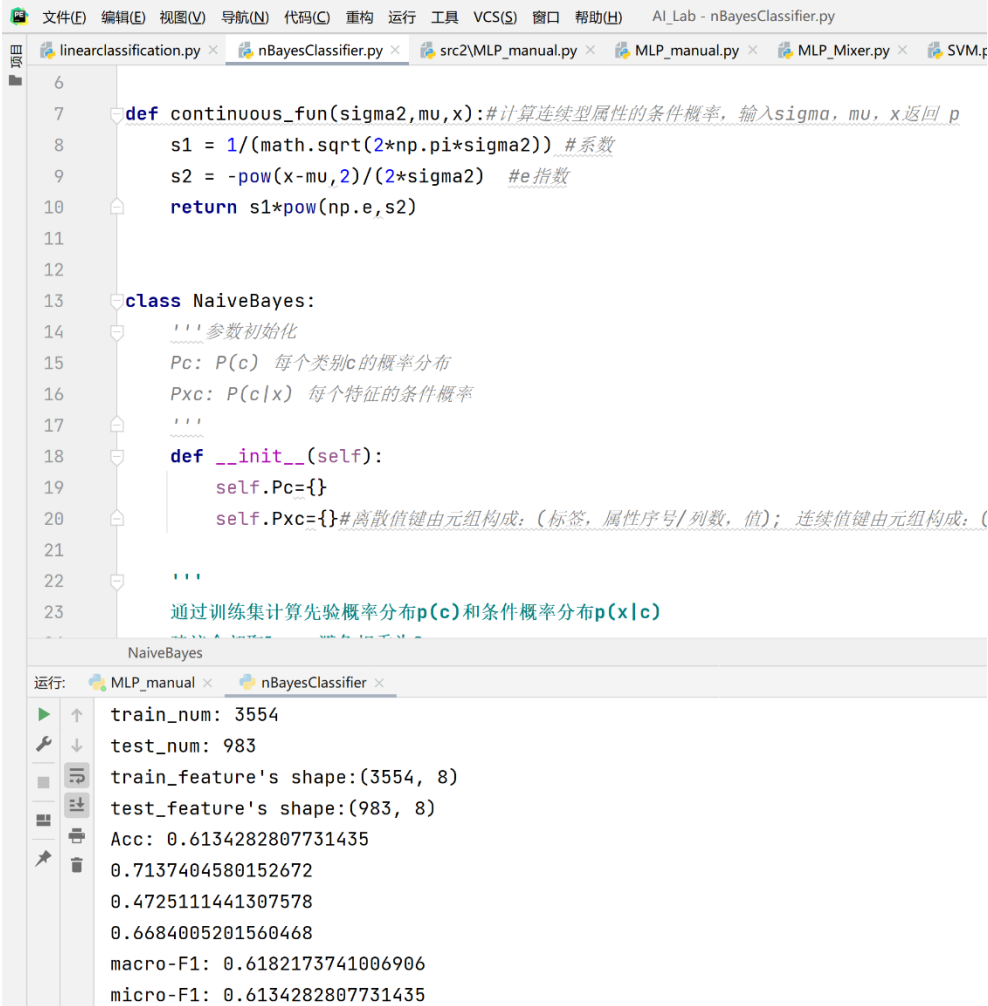 文件(F) 编辑(E) 视图(V) 导航(N) 代码(C) 重构 运行 工具 VCS(S) 窗口 帮助(H) AI_Lab - nBayesClassifier.py
项目
linearclassification.py × nBayesClassifier.py × src2\MLP_manual.py × MLP_manual.py × MLP_Mixer.py × SVM.p
6
7 def continuous_fun(sigma2,mu,x):#计算连续型属性的条件概率，输入sigma，mu，x返回 p
8 s1 = 1/(math.sqrt(2*np.pi*sigma2)) #系数
9 s2 = -pow(x-mu,2)/(2*sigma2) #e指数
10 return s1*pow(np.e,s2)
11
12
13 class NaiveBayes:
14 '''参数初始化
15 Pc: P(c) 每个类别c的概率分布
16 Pxc: P(c|x) 每个特征的条件概率
17 '''
18 def __init__(self):
19 self.Pc={}
20 self.Pxc={}#离散值键由元组构成：(标签，属性序号/列数，值)；连续值键由元组构成：(
21
22 '''
23 通过训练集计算先验概率分布p(c)和条件概率分布p(x|c)
NaiveBayes
运行: MLP_manual × nBayesClassifier ×
train_num: 3554
test_num: 983
train_feature's shape:(3554, 8)
test_feature's shape:(983, 8)
Acc: 0.6134282807731435
0.7137404580152672
0.4725111441307578
0.6684005201560468
macro-F1: 0.6182173741006906
micro-F1: 0.6134282807731435